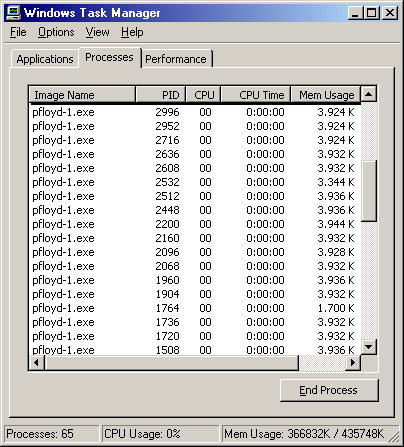 Windows Task Manager
File Options View Help
Applications Processes Performance
Image Name PID CPU CPU Time Mem Usage
pfloyd-1.exe 2996 00 0:00:00 3.924 K
pfloyd-1.exe 2952 00 0:00:00 3.924 K
pfloyd-1.exe 2716 00 0:00:00 3.924 K
pfloyd-1.exe 2636 00 0:00:00 3.932 K
pfloyd-1.exe 2608 00 0:00:00 3.932 K
pfloyd-1.exe 2532 00 0:00:00 3.344 K
pfloyd-1.exe 2512 00 0:00:00 3.936 K
pfloyd-1.exe 2448 00 0:00:00 3.936 K
pfloyd-1.exe 2200 00 0:00:00 3.944 K
pfloyd-1.exe 2160 00 0:00:00 3.932 K
pfloyd-1.exe 2096 00 0:00:00 3.928 K
pfloyd-1.exe 2068 00 0:00:00 3.932 K
pfloyd-1.exe 1960 00 0:00:00 3.936 K
pfloyd-1.exe 1904 00 0:00:00 3.932 K
pfloyd-1.exe 1764 00 0:00:00 1.700 K
pfloyd-1.exe 1736 00 0:00:00 3.932 K
pfloyd-1.exe 1720 00 0:00:00 3.932 K
pfloyd-1.exe 1508 00 0:00:00 3.936 K
End Process
Processes: 65 CPU Usage: 0% Mem Usage: 366832K / 435748K